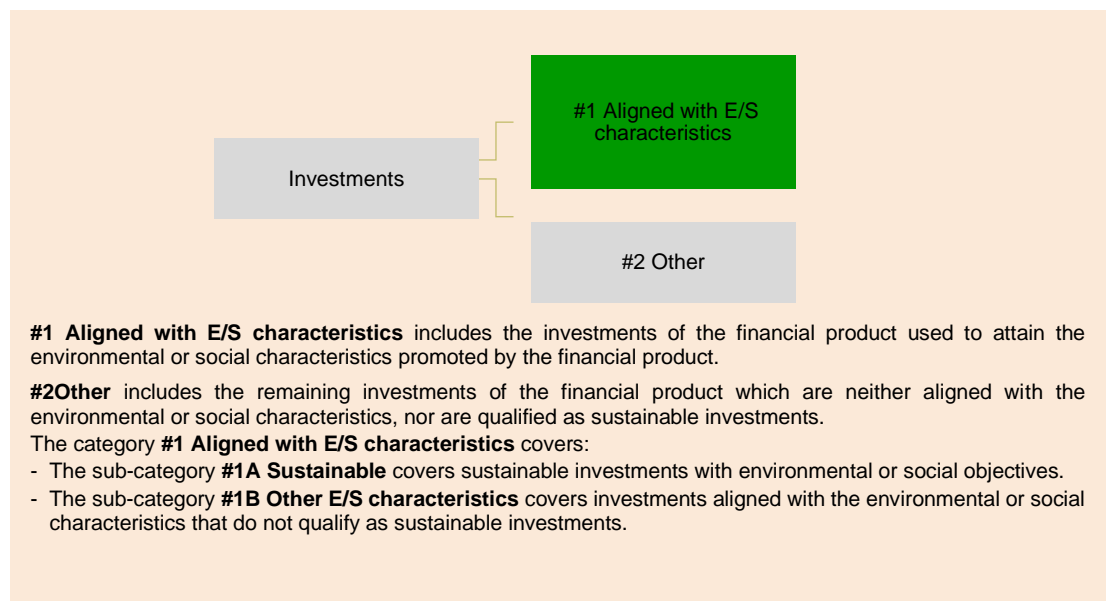 #1 Aligned with E/S
characteristics
Investments
#2 Other
#1 Aligned with E/S characteristics includes the investments of the financial product used to attain the
environmental or social characteristics promoted by the financial product.
#2Other includes the remaining investments of the financial product which are neither aligned with the
environmental or social characteristics, nor are qualified as sustainable investments.
The category #1 Aligned with E/S characteristics covers:
- The sub-category #1A Sustainable covers sustainable investments with environmental or social objectives.
- The sub-category #1B Other E/S characteristics covers investments aligned with the environmental or social
characteristics that do not qualify as sustainable investments.